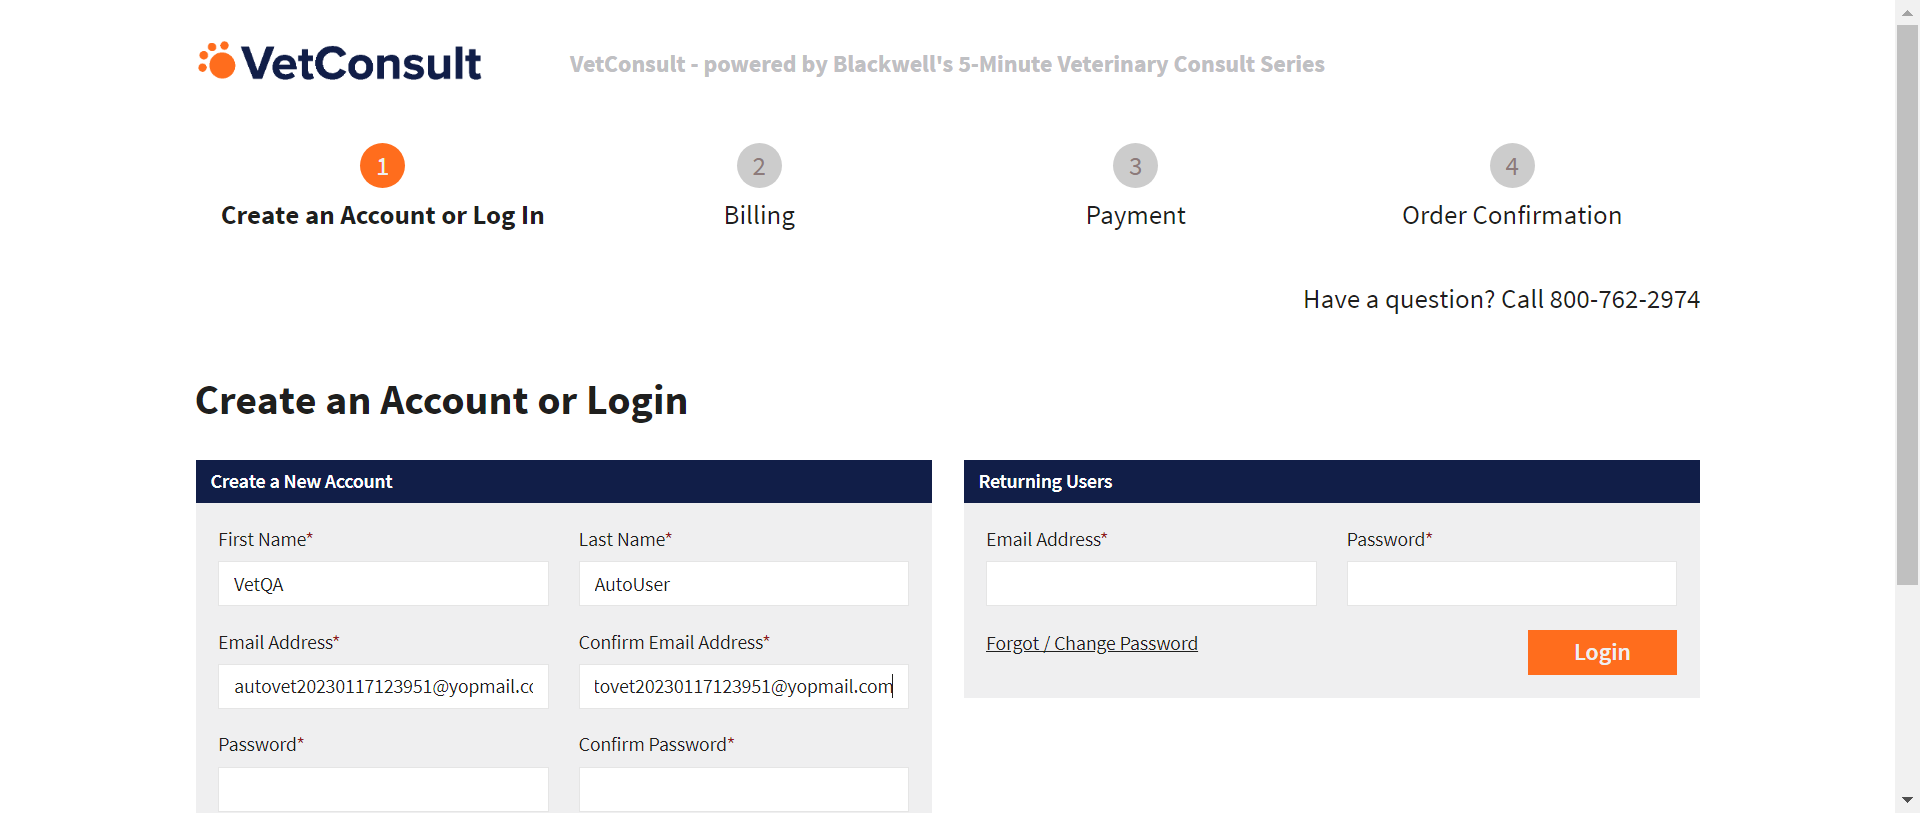 VetConsult
VetConsult - powered by Blackwell's 5-Minute Veterinary Consult Series
1
Create an Account or Log In
2
Billing
3
Payment
4
Order Confirmation
Have a question? Call 800-762-2974
Create an Account or Login
Create a New Account
First Name*
Last Name*
VetQA
AutoUser
Email Address*
Confirm Email Address*
autovet20230117123951@yopmail.co
tovet20230117123951@yopmail.com
Password*
Confirm Password*
Returning Users
Email Address*
Password*
Forgot / Change Password
Login